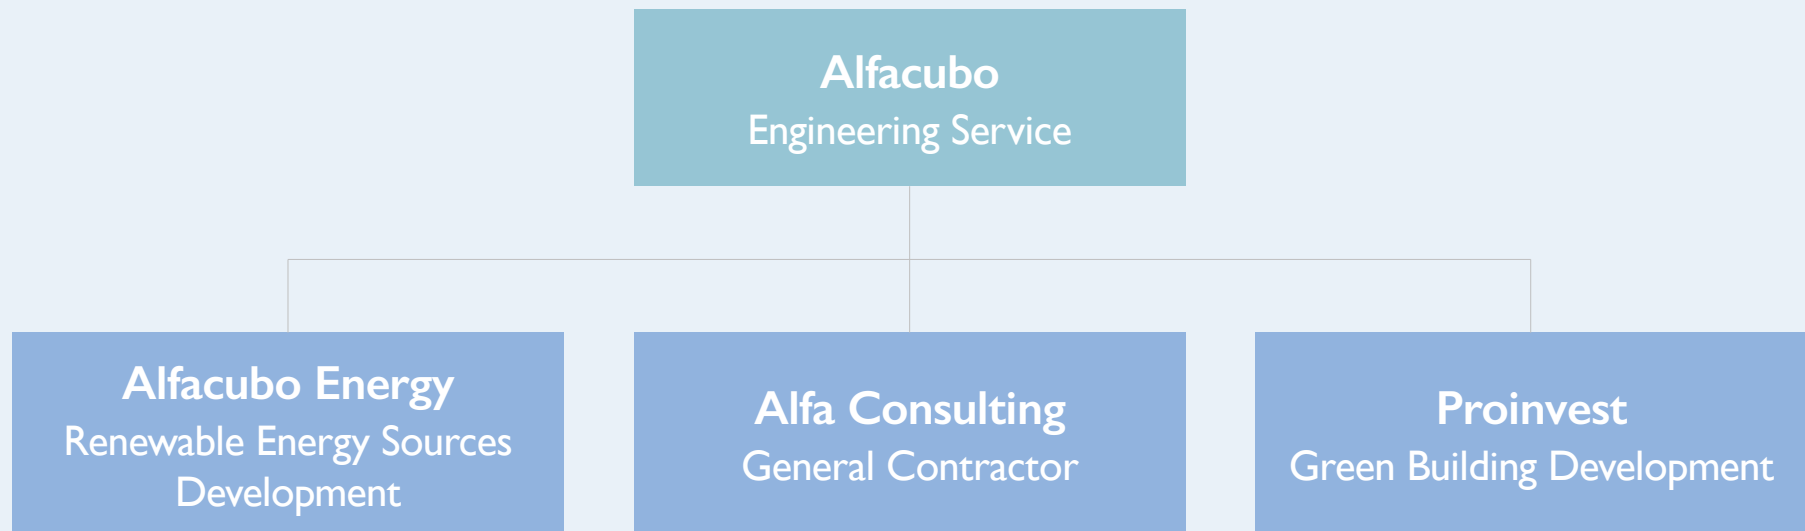 Alfacubo
Engineering Service
Alfacubo Energy
Renewable Energy Sources
Development
Alfa Consulting
General Contractor
Proinvest
Green Building Development